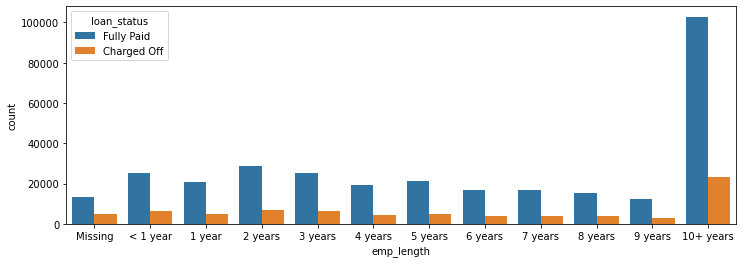 loan_status
Fully Paid
Charged Off
count
100000
80000
60000
40000
20000
0
Missing < 1 year 1 year 2 years 3 years 4 years 5 years 6 years 7 years 8 years 9 years 10+ years
emp_length